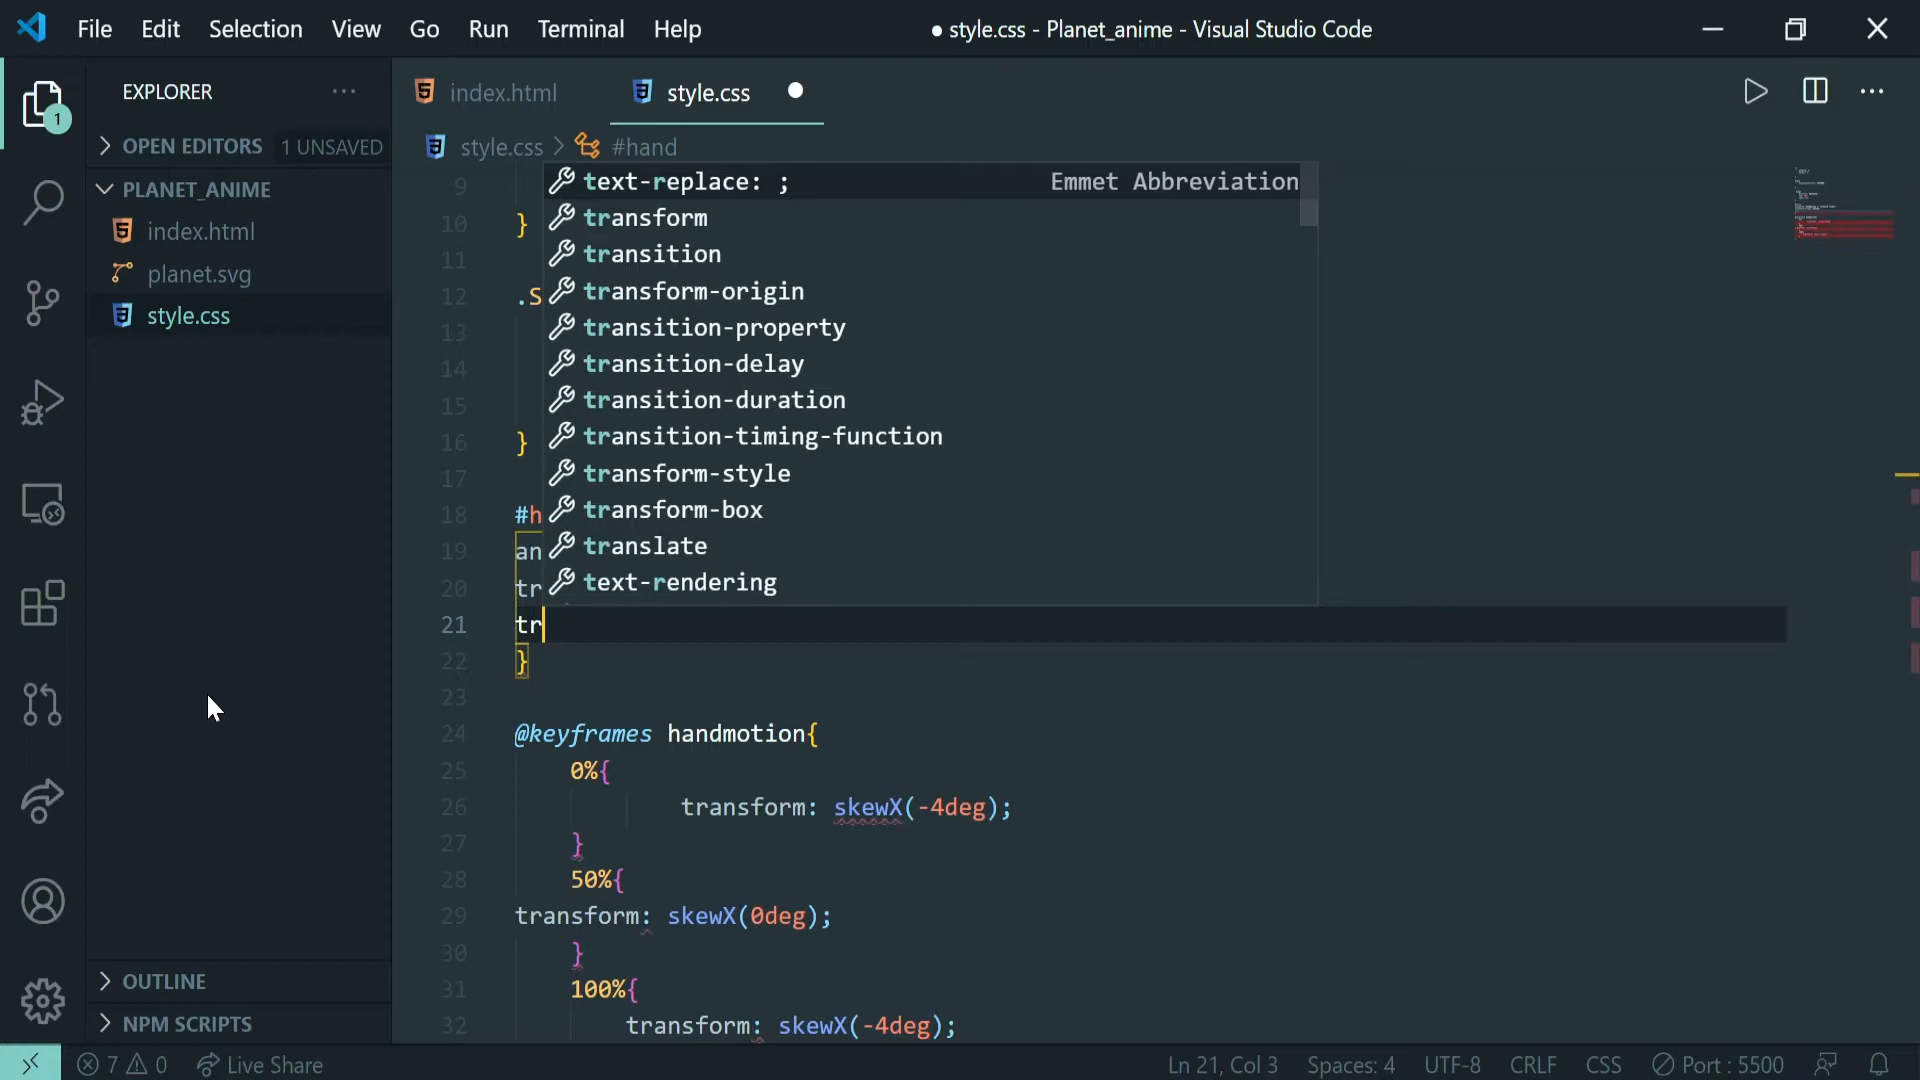 File Edit Selection View Go Run Terminal Help
● style.css - Planet_anime - Visual Studio Code
EXPLORER
index.html
style.css
1
OPEN EDITORS 1 UNSAVED
style.css > #hand
PLANET_ANIME
index.html
planet.svg
style.css
text-replace: ; Emmet Abbreviation
transform
transition
transform-origin
transition-property
transition-delay
transition-duration
transition-timing-function
transform-style
transform-box
translate
text-rendering
9
10 }
11
12 .S
13
14
15
16 }
17
18 #h
19 an
20 tr
21 tr
22 }
23
24 @keyframes handmotion{
25 0%{
26 transform: skewX(-4deg);
27 }
28 50%{
29 transform: skewX(0deg);
30 }
31 100%{
32 transform: skewX(-4deg);
OUTLINE
NPM SCRIPTS
7 0 Live Share
Ln 21, Col 3 Spaces: 4 UTF-8 CRLF CSS Port : 5500